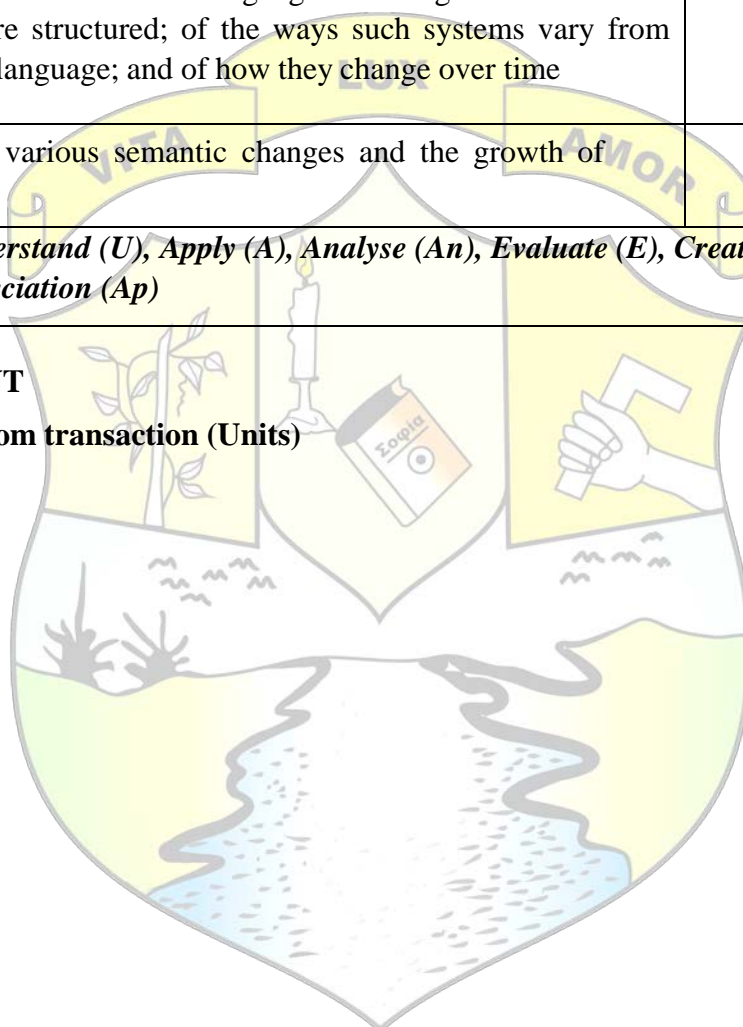 re structured; of the ways such systems vary from
language; and of how they change over time
LUX
VITA
AMOR
various semantic changes and the growth of
erstand (U), Apply (A), Analyse (An), Evaluate (E), Creat
ciation (Ap)
NT
om transaction (Units)
Σοφία